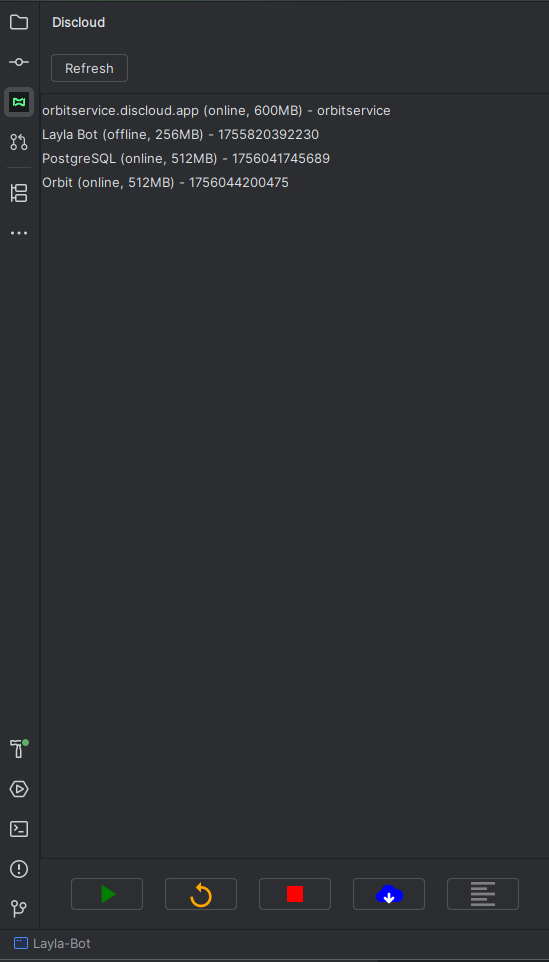 Discloud
Refresh
orbitservice.discloud.app (online, 600MB) - orbitservice
Layla Bot (offline, 256MB) - 1755820392230
PostgreSQL (online, 512MB) - 1756041745689
Orbit (online, 512MB) - 1756044200475
Layla-Bot